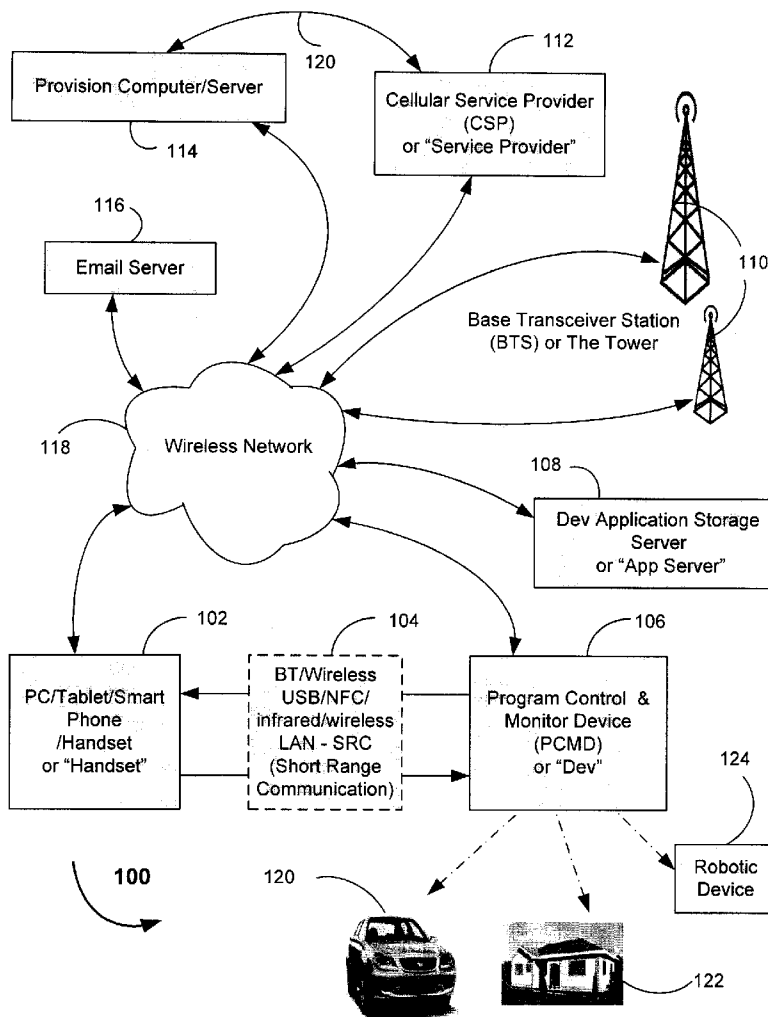 120
112
Provision Computer/Server
Cellular Service Provider
(CSP)
or "Service Provider"
114
116
Email Server
110
Base Transceiver Station
(BTS) or The Tower
118
Wireless Network
108
Dev Application Storage
Server
or "App Server"
102
104
106
PC/Tablet/Smart
Phone
/Handset
or "Handset"
BT/Wireless
USB/NFC/
infrared/wireless
LAN - SRC
(Short Range
Communication)
Program Control &
Monitor Device
(PCMD)
or "Dev"
124
Robotic
Device
100
120
122